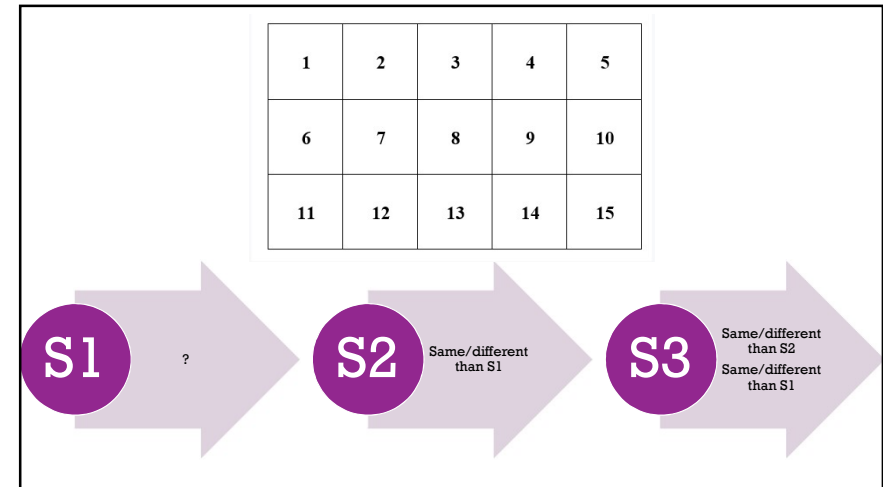 1 2 3 4 5
6 7 8 9 10
11 12 13 14 15
S1
?
S2
Same/different
than S1
S3
Same/different
than S2
Same/different
than S1